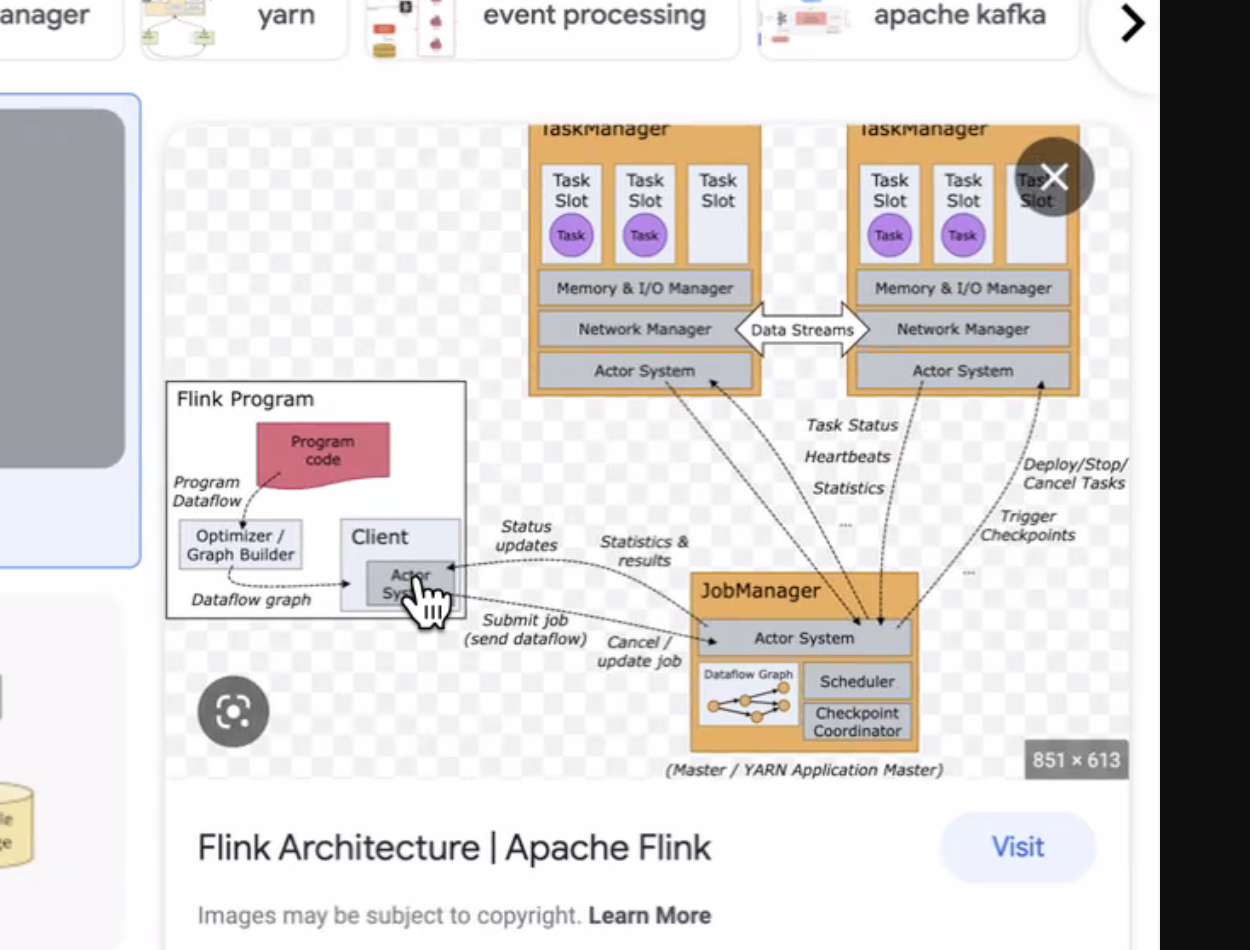 anager
yarn
event processing
apache kafka
TaskManager
TaskManager
Task
Slot
Task
Task
Slot
Task
Task
Slot
Task
Slot
Task
Task
Slot
Task
Task
Slot
Memory & I/O Manager
Memory & I/O Manager
Network Manager
Data Streams
Network Manager
Actor System
Actor System
Flink Program
Program
code
Program
Dataflow
Optimizer /
Graph Builder
Client
Actor
Dataflow graph
Status
updates
Statistics &
results
Submit job
(send dataflow)
Cancel /
update job
Task Status
Heartbeats
Statistics
...
Deploy/Stop/
Cancel Tasks
Trigger
Checkpoints
...
JobManager
Actor System
Dataflow Graph
Scheduler
Checkpoint
Coordinator
(Master / YARN Application Master)
851 × 613
le
ge
Flink Architecture | Apache Flink
Visit
Images may be subject to copyright. Learn More